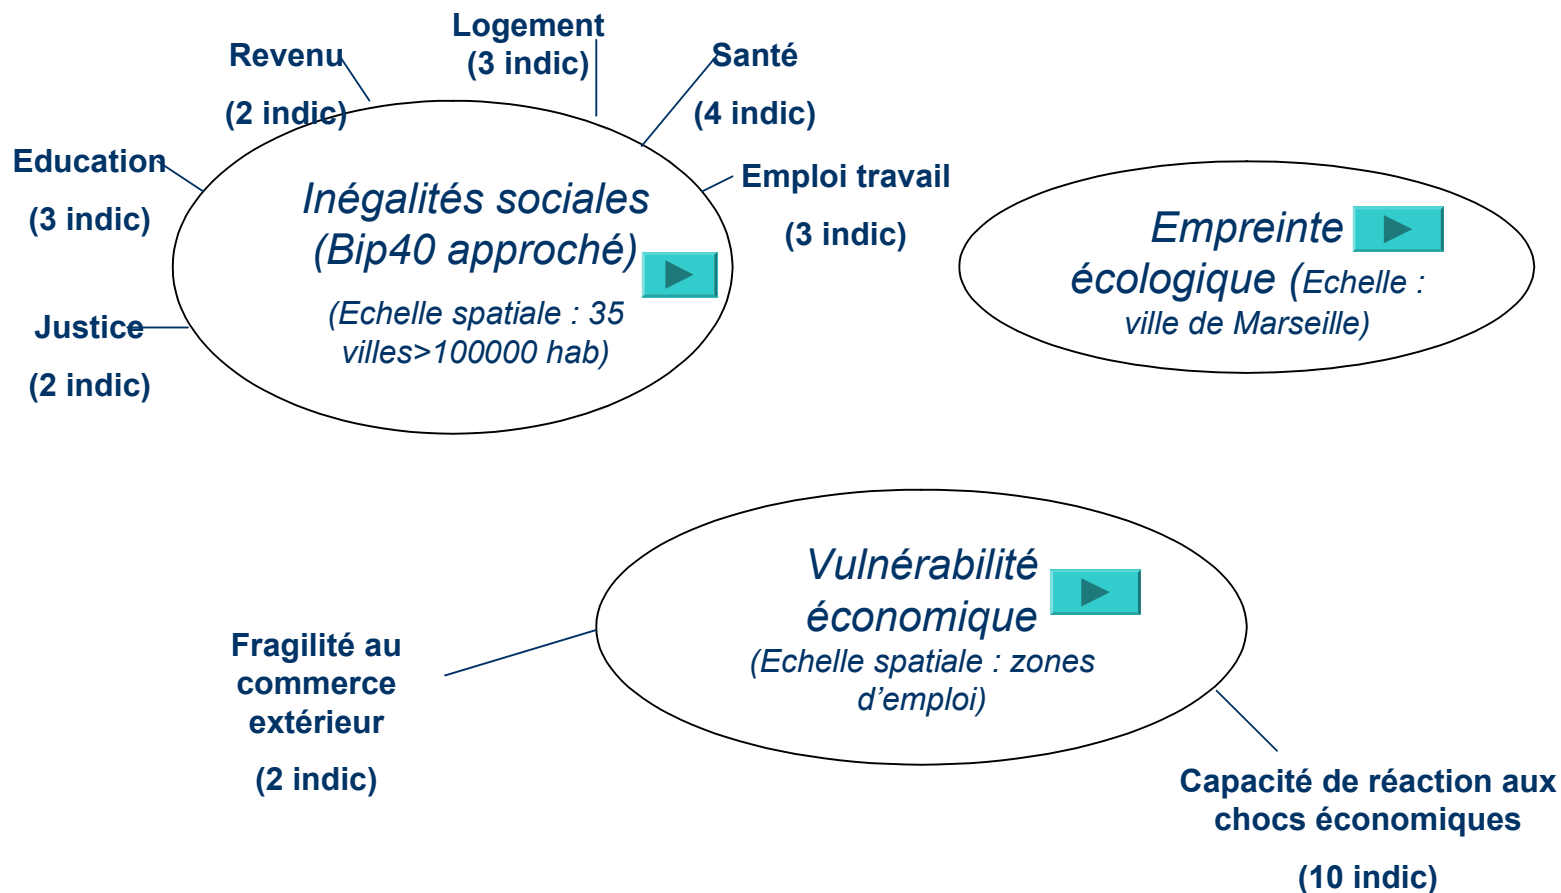 Logement
(3 indic)
Revenu
(2 indic)
Santé
(4 indic)
Education
(3 indic)
Emploi travail
(3 indic)
Justice
(2 indic)
Inégalités sociales
(Bip40 approché)
(Echelle spatiale : 35
villes>100000 hab)
Empreinte
écologique (Echelle :
ville de Marseille)
Vulnérabilité
économique
(Echelle spatiale : zones
d’emploi)
Fragilité au
commerce
extérieur
(2 indic)
Capacité de réaction aux
chocs économiques
(10 indic)